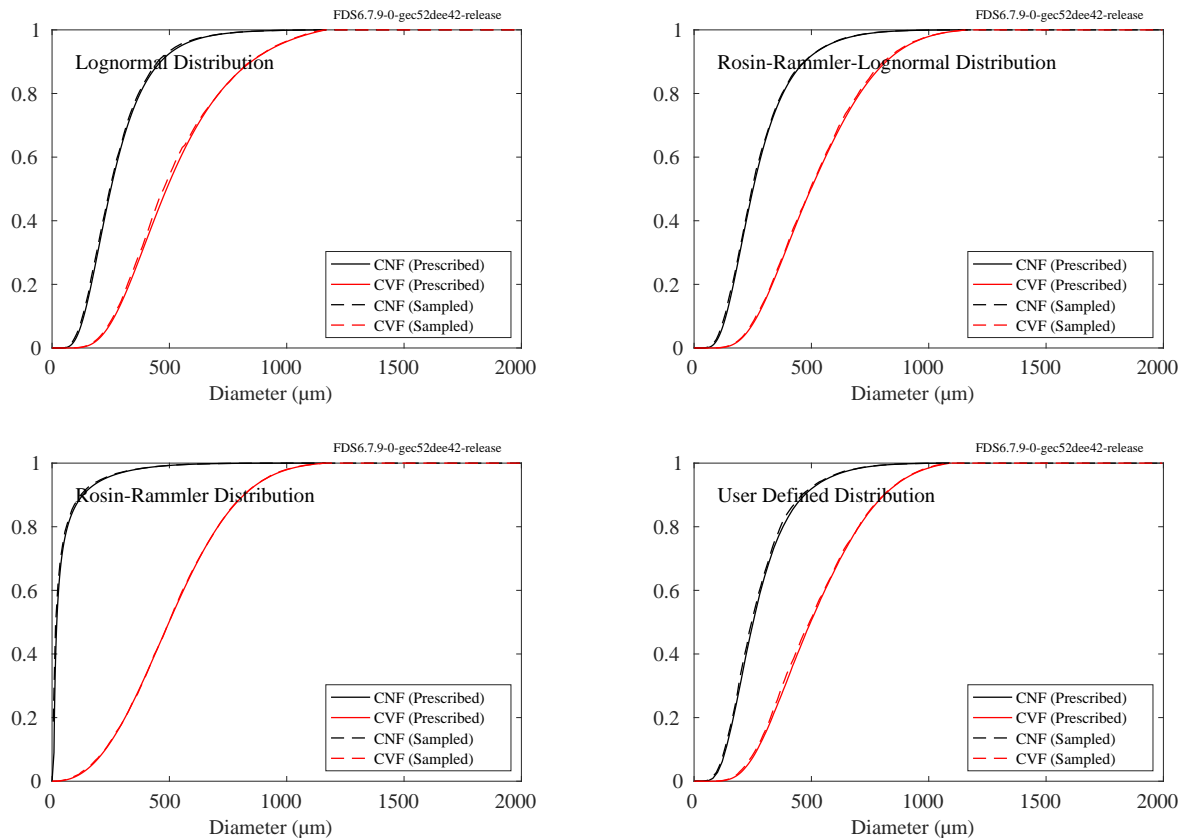 FDS6.7.9-0-gec52dee42-release
Lognormal Distribution
1
0.8
0.6
0.4
0.2
0
CNF (Prescribed)
CVF (Prescribed)
CNF (Sampled)
CVF (Sampled)
0 500 1000 1500 2000
Diameter (µm)
FDS6.7.9-0-gec52dee42-release
Rosin-Rammler-Lognormal Distribution
1
0.8
0.6
0.4
0.2
0
CNF (Prescribed)
CVF (Prescribed)
CNF (Sampled)
CVF (Sampled)
0 500 1000 1500 2000
Diameter (µm)
FDS6.7.9-0-gec52dee42-release
Rosin-Rammler Distribution
1
0.8
0.6
0.4
0.2
0
CNF (Prescribed)
CVF (Prescribed)
CNF (Sampled)
CVF (Sampled)
0 500 1000 1500 2000
Diameter (µm)
FDS6.7.9-0-gec52dee42-release
User Defined Distribution
1
0.8
0.6
0.4
0.2
0
CNF (Prescribed)
CVF (Prescribed)
CNF (Sampled)
CVF (Sampled)
0 500 1000 1500 2000
Diameter (µm)